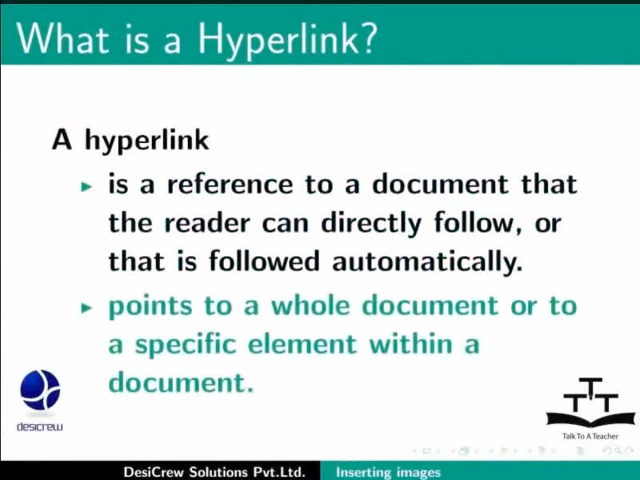 What is a Hyperlink?
A hyperlink
is a reference to a document that
the reader can directly follow, or
that is followed automatically.
points to a whole document or to
a specific element within a
document.
desicrew
TTT
Talk To A Teacher
DesiCrew Solutions Pvt.Ltd.
Inserting images